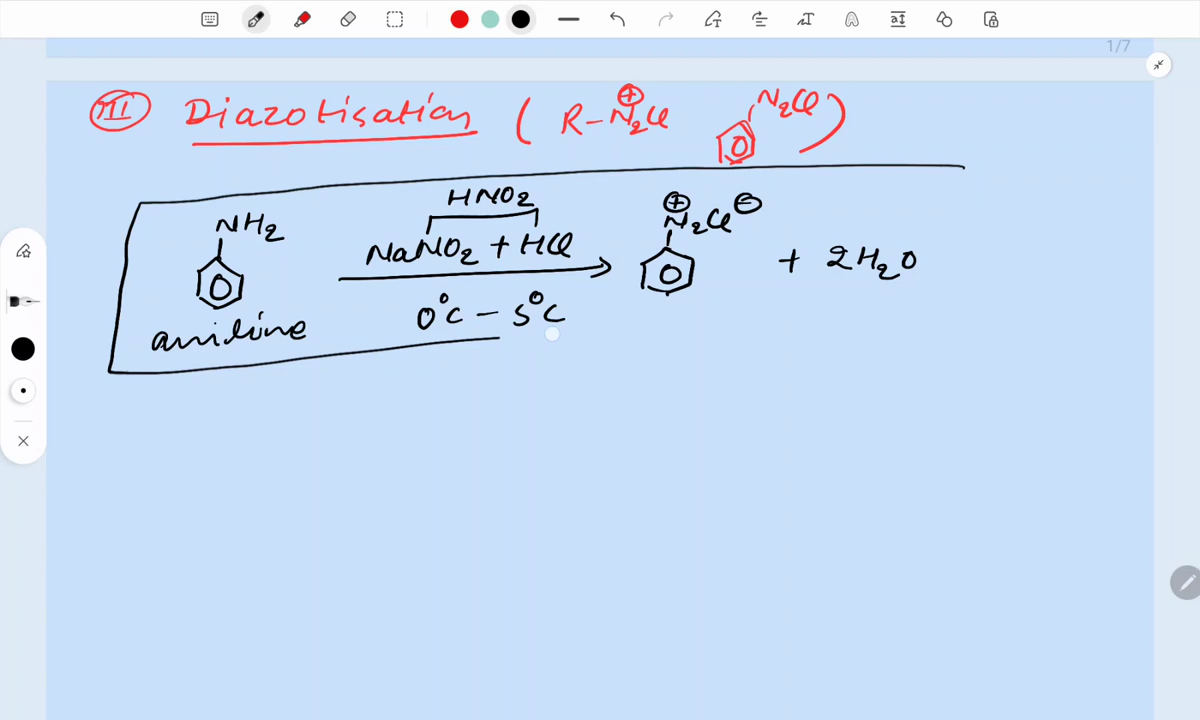 1/7
III Diazotisation ( R-N₂⊕Cl N₂Cl )
HNO₂
NH₂ NaNO₂ + HCl ⊕N₂Cl⊖ + 2H₂O
0°C - 5°C
aniline